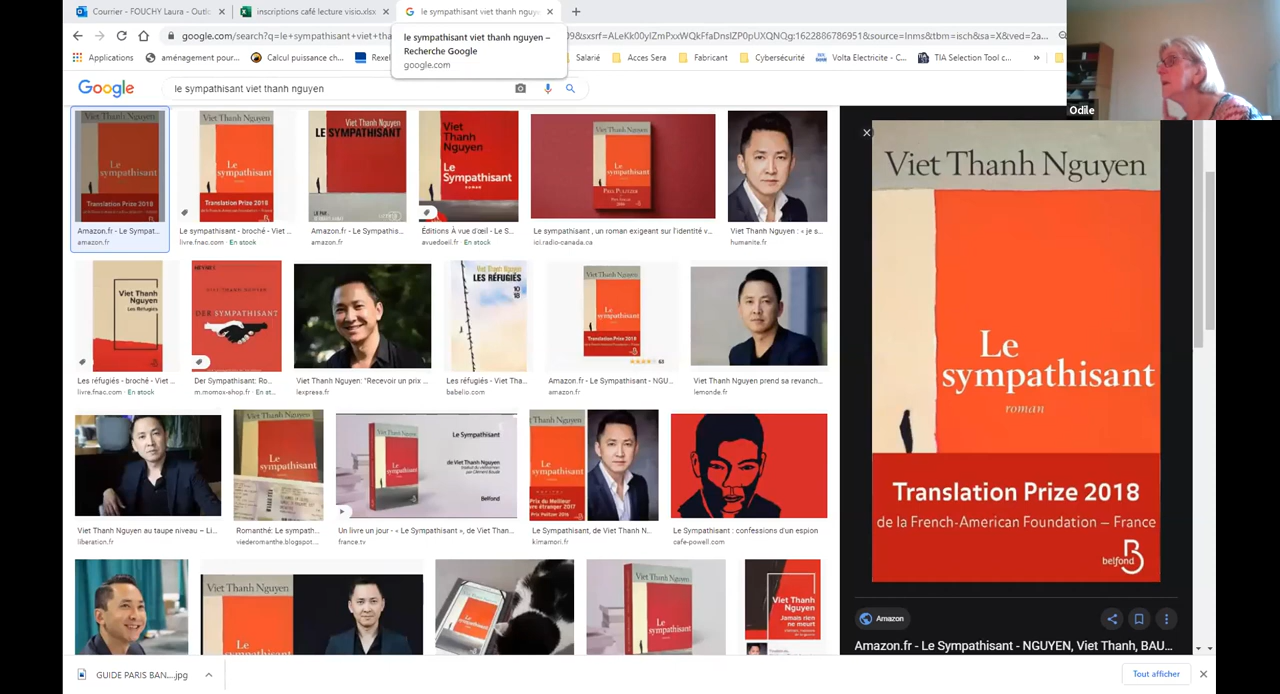 Courrier - FOUCHY Laura - Outlo
inscriptions café lecture visio.xlsx
le sympathisant viet thanh nguye
le sympathisant viet thanh nguyen –
Recherche Google
google.com
Applications
aménagement pour...
Calcul puissance ch...
Rexel
Salarié
Acces Sera
Fabricant
Cybersécurité
Volta Electricite - C...
TIA Selection Tool c...
»
Odile
Google
le sympathisant viet thanh nguyen
Amazon.fr - Le Sympat...
amazon.fr
Le sympathisant - broché - Viet ...
livre.fnac.com · En stock
Amazon.fr - Le Sympathis...
amazon.fr
Éditions À vue d'œil - Le S...
avuedoeil.fr · En stock
Le sympathisant , un roman exigeant sur l'identité v...
ici.radio-canada.ca
Viet Thanh Nguyen : « je s...
humanite.fr
Les réfugiés - broché - Viet ...
livre.fnac.com · En stock
Der Sympathisant: Ro...
m.momox-shop.fr · En st...
Viet Thanh Nguyen: "Recevoir un prix ...
lexpress.fr
Les réfugiés - Viet Tha...
babelio.com
Amazon.fr - Le Sympathisant - NGU...
amazon.fr
Viet Thanh Nguyen prend sa revanch...
lemonde.fr
Viet Thanh Nguyen au taupe niveau – Li...
liberation.fr
Romanthé: Le sympath...
viederomanthe.blogspot....
Un livre un jour - « Le Sympathisant », de Viet Than...
france.tv
Le Sympathisant, de Viet Thanh N...
kimamori.fr
Le Sympathisant : confessions d'un espion
cafe-powell.com
Viet Thanh Nguyen
Le
sympathisant
roman
Translation Prize 2018
de la French-American Foundation – France
belfond
Amazon
Amazon.fr - Le Sympathisant - NGUYEN, Viet Thanh, BAU...
GUIDE PARIS BAN....jpg
Tout afficher